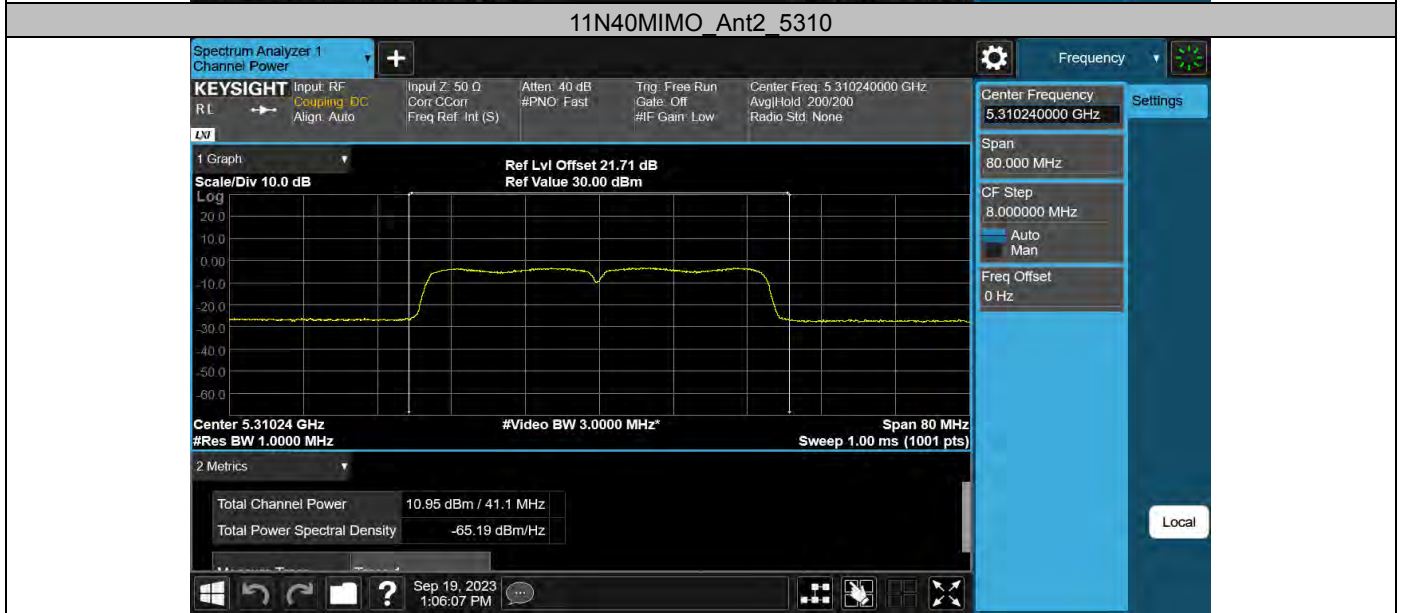 11N40MIMO_Ant2_5310
Spectrum Analyzer 1
Channel Power
+
Frequency
KEYSIGHT
RL
LXI
Input: RF
Coupling: DC
Align: Auto
Input Z: 50 Ω
Corr CCorr
Freq Ref: Int (S)
Atten: 40 dB
#PNO: Fast
Trig: Free Run
Gate: Off
#IF Gain: Low
Center Freq: 5.310240000 GHz
Avg|Hold: 200/200
Radio Std: None
Center Frequency
5.310240000 GHz
Settings
Span
80.000 MHz
CF Step
8.000000 MHz
Auto
Man
Freq Offset
0 Hz
1 Graph
Scale/Div 10.0 dB
Ref Lvl Offset 21.71 dB
Ref Value 30.00 dBm
Log
20.0
10.0
0.00
-10.0
-20.0
-30.0
-40.0
-50.0
-60.0
Center 5.31024 GHz
#Video BW 3.0000 MHz*
Span 80 MHz
#Res BW 1.0000 MHz
Sweep 1.00 ms (1001 pts)
2 Metrics
Total Channel Power 10.95 dBm / 41.1 MHz
Total Power Spectral Density -65.19 dBm/Hz
Local
?
Sep 19, 2023
1:06:07 PM